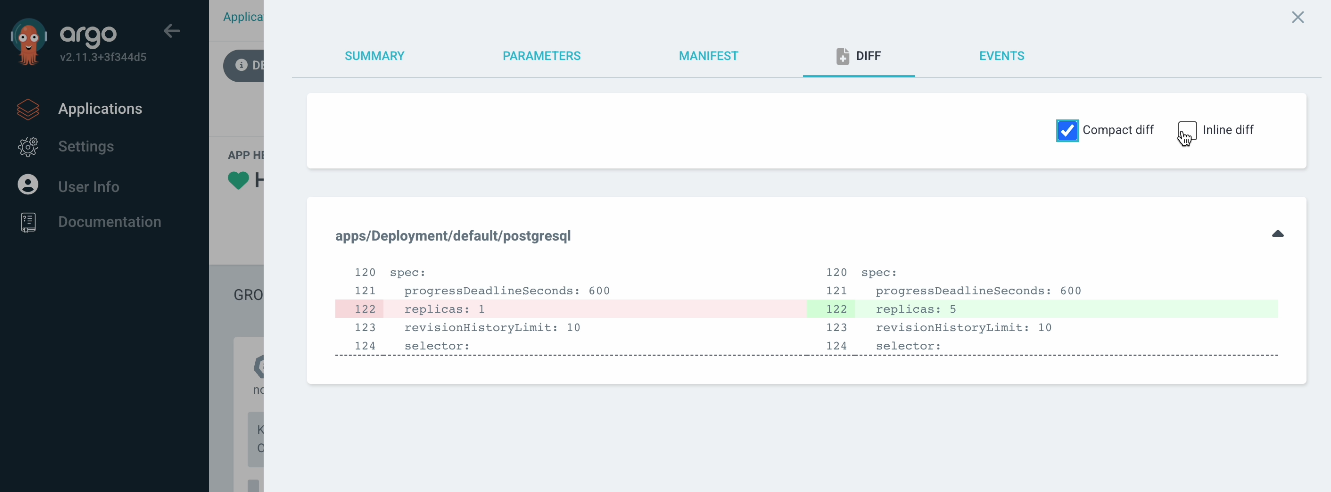 argo
v2.11.3+3f344d5
Applications
Settings
User Info
Documentation
Applica
DE
APP HE
H
GRO
K
SUMMARY PARAMETERS MANIFEST DIFF EVENTS
Compact diff Inline diff
apps/Deployment/default/postgresql
120 spec: 120 spec:
121 progressDeadlineSeconds: 600 121 progressDeadlineSeconds: 600
122 replicas: 1 122 replicas: 5
123 revisionHistoryLimit: 10 123 revisionHistoryLimit: 10
124 selector: 124 selector: